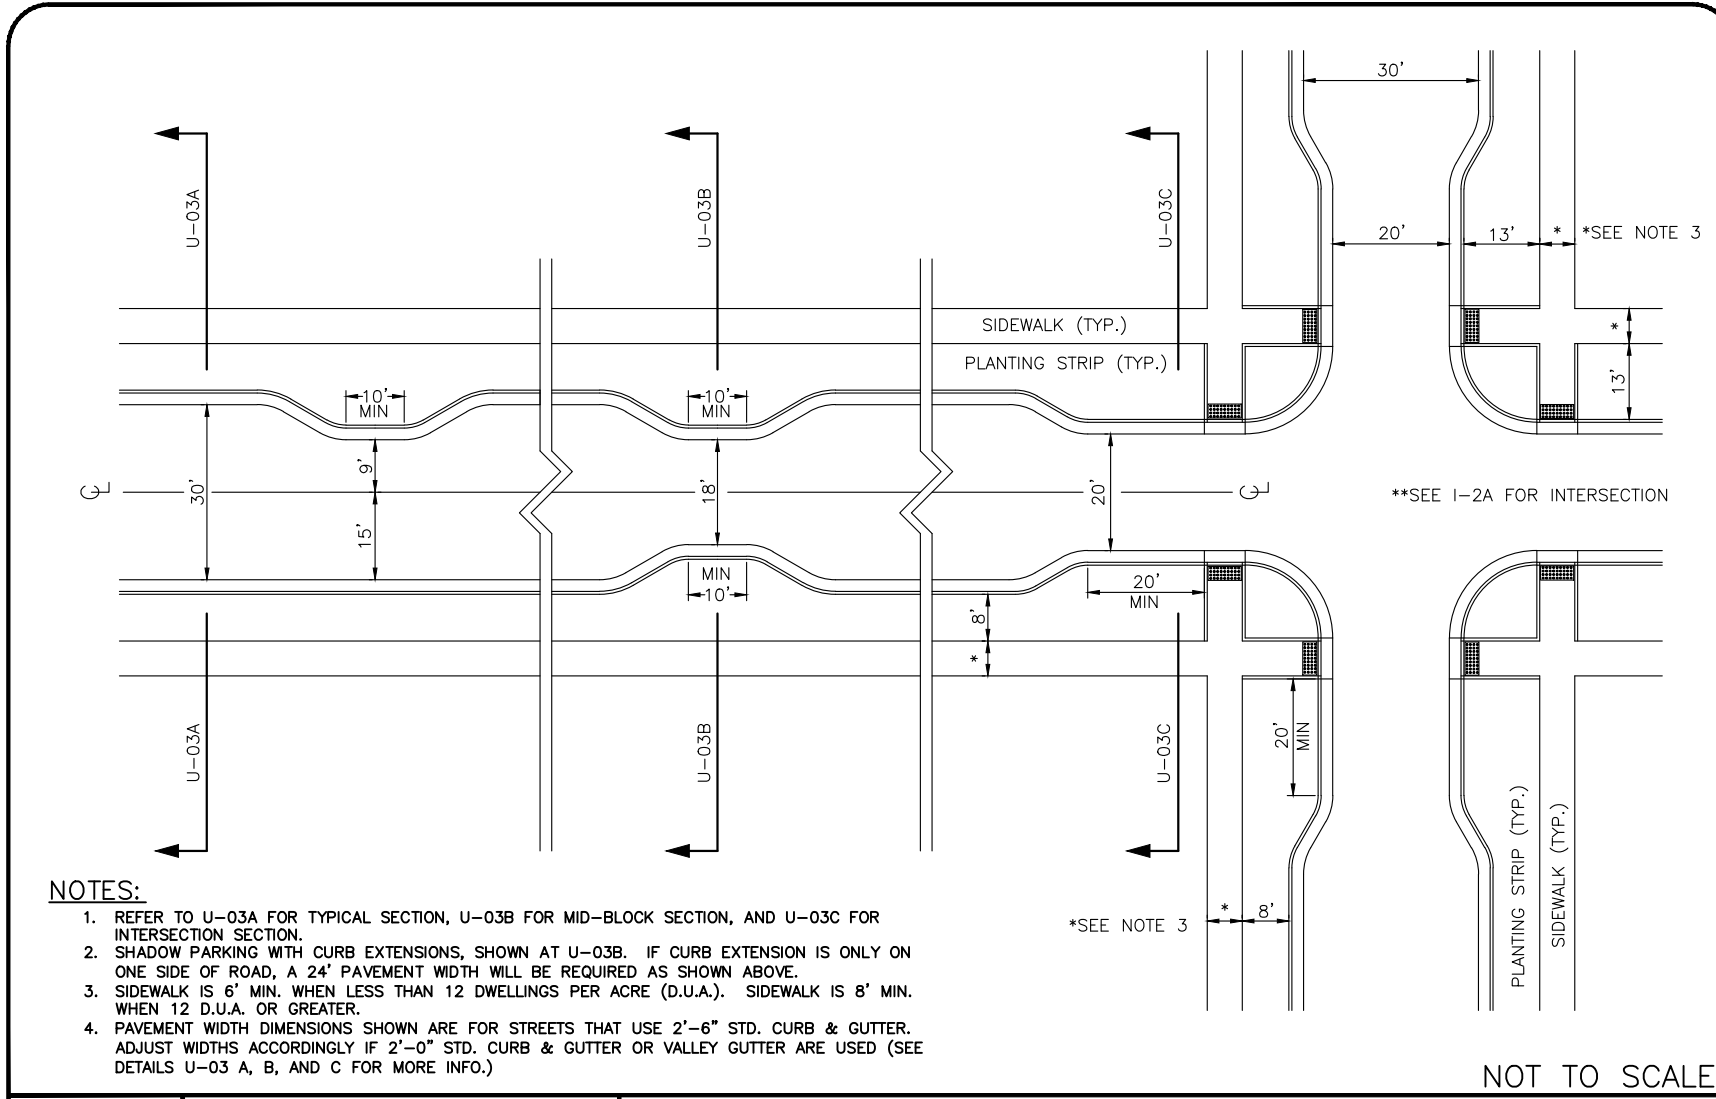 30'
U-03A
U-03B
U-03C
20'
13'
*
*SEE NOTE 3
SIDEWALK (TYP.)
PLANTING STRIP (TYP.)
*
13'
10'
MIN
10'
MIN
30'
9'
15'
18'
20'
℄
℄
**SEE I-2A FOR INTERSECTION
MIN
10'
20'
MIN
8'
*
U-03A
U-03B
U-03C
20'
MIN
*SEE NOTE 3
*
8'
PLANTING STRIP (TYP.)
SIDEWALK (TYP.)
NOTES:
1. REFER TO U-03A FOR TYPICAL SECTION, U-03B FOR MID-BLOCK SECTION, AND U-03C FOR
INTERSECTION SECTION.
2. SHADOW PARKING WITH CURB EXTENSIONS, SHOWN AT U-03B. IF CURB EXTENSION IS ONLY ON
ONE SIDE OF ROAD, A 24' PAVEMENT WIDTH WILL BE REQUIRED AS SHOWN ABOVE.
3. SIDEWALK IS 6' MIN. WHEN LESS THAN 12 DWELLINGS PER ACRE (D.U.A.). SIDEWALK IS 8' MIN.
WHEN 12 D.U.A. OR GREATER.
4. PAVEMENT WIDTH DIMENSIONS SHOWN ARE FOR STREETS THAT USE 2'-6" STD. CURB & GUTTER.
ADJUST WIDTHS ACCORDINGLY IF 2'-0" STD. CURB & GUTTER OR VALLEY GUTTER ARE USED (SEE
DETAILS U-03 A, B, AND C FOR MORE INFO.)
NOT TO SCALE